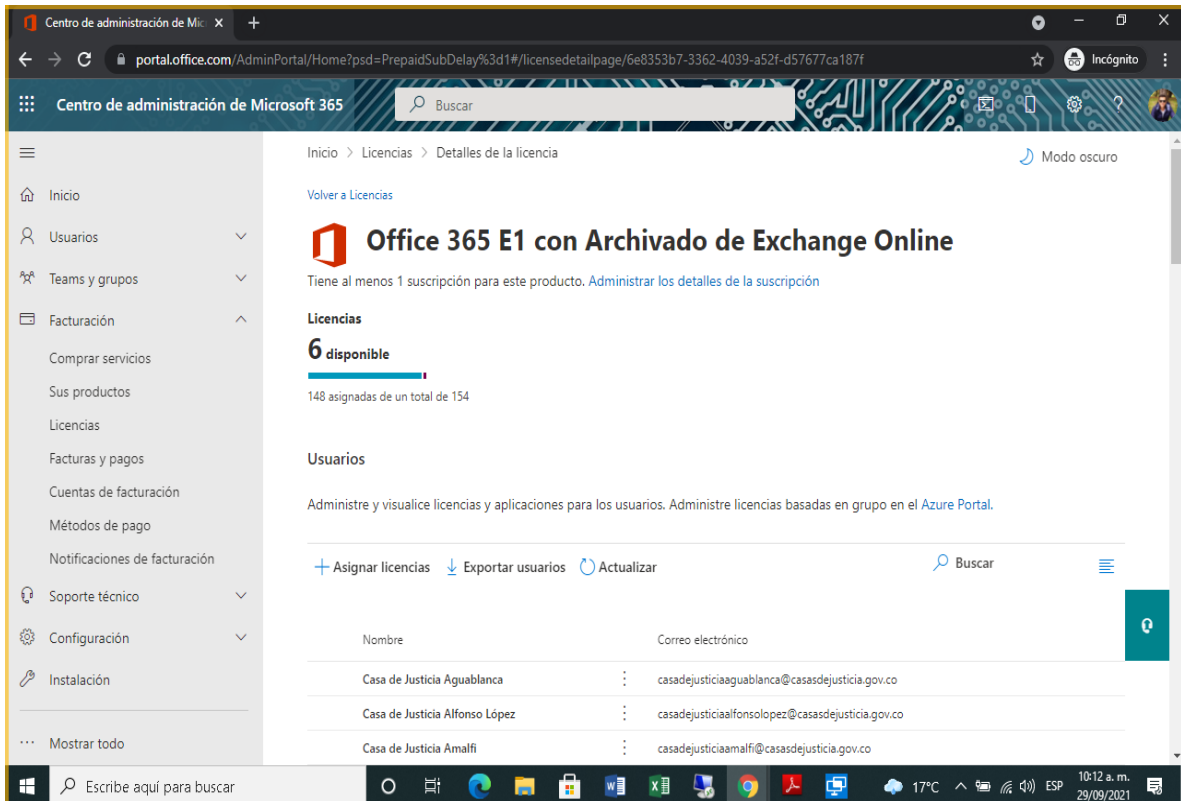 Centro de administración de Mic
portal.office.com/AdminPortal/Home?psd=PrepaidSubDelay%3d1#/licensedetailpage/6e8353b7-3362-4039-a52f-d57677ca187f
Incógnito
Centro de administración de Microsoft 365
Buscar
Inicio > Licencias > Detalles de la licencia
Modo oscuro
Inicio
Usuarios
Teams y grupos
Facturación
Comprar servicios
Sus productos
Licencias
Facturas y pagos
Cuentas de facturación
Métodos de pago
Notificaciones de facturación
Soporte técnico
Configuración
Instalación
Mostrar todo
Volver a Licencias
Office 365 E1 con Archivado de Exchange Online
Tiene al menos 1 suscripción para este producto. Administrar los detalles de la suscripción
Licencias
6 disponible
148 asignadas de un total de 154
Usuarios
Administre y visualice licencias y aplicaciones para los usuarios. Administre licencias basadas en grupo en el Azure Portal.
Asignar licencias Exportar usuarios Actualizar Buscar
Nombre Correo electrónico
Casa de Justicia Aguablanca casadejusticiaaguablanca@casasdejusticia.gov.co
Casa de Justicia Alfonso López casadejusticiaalfonsolopez@casasdejusticia.gov.co
Casa de Justicia Amalfi casadejusticiaamalfi@casasdejusticia.gov.co
Escribe aquí para buscar
17°C ESP
10:12 a. m.
29/09/2021